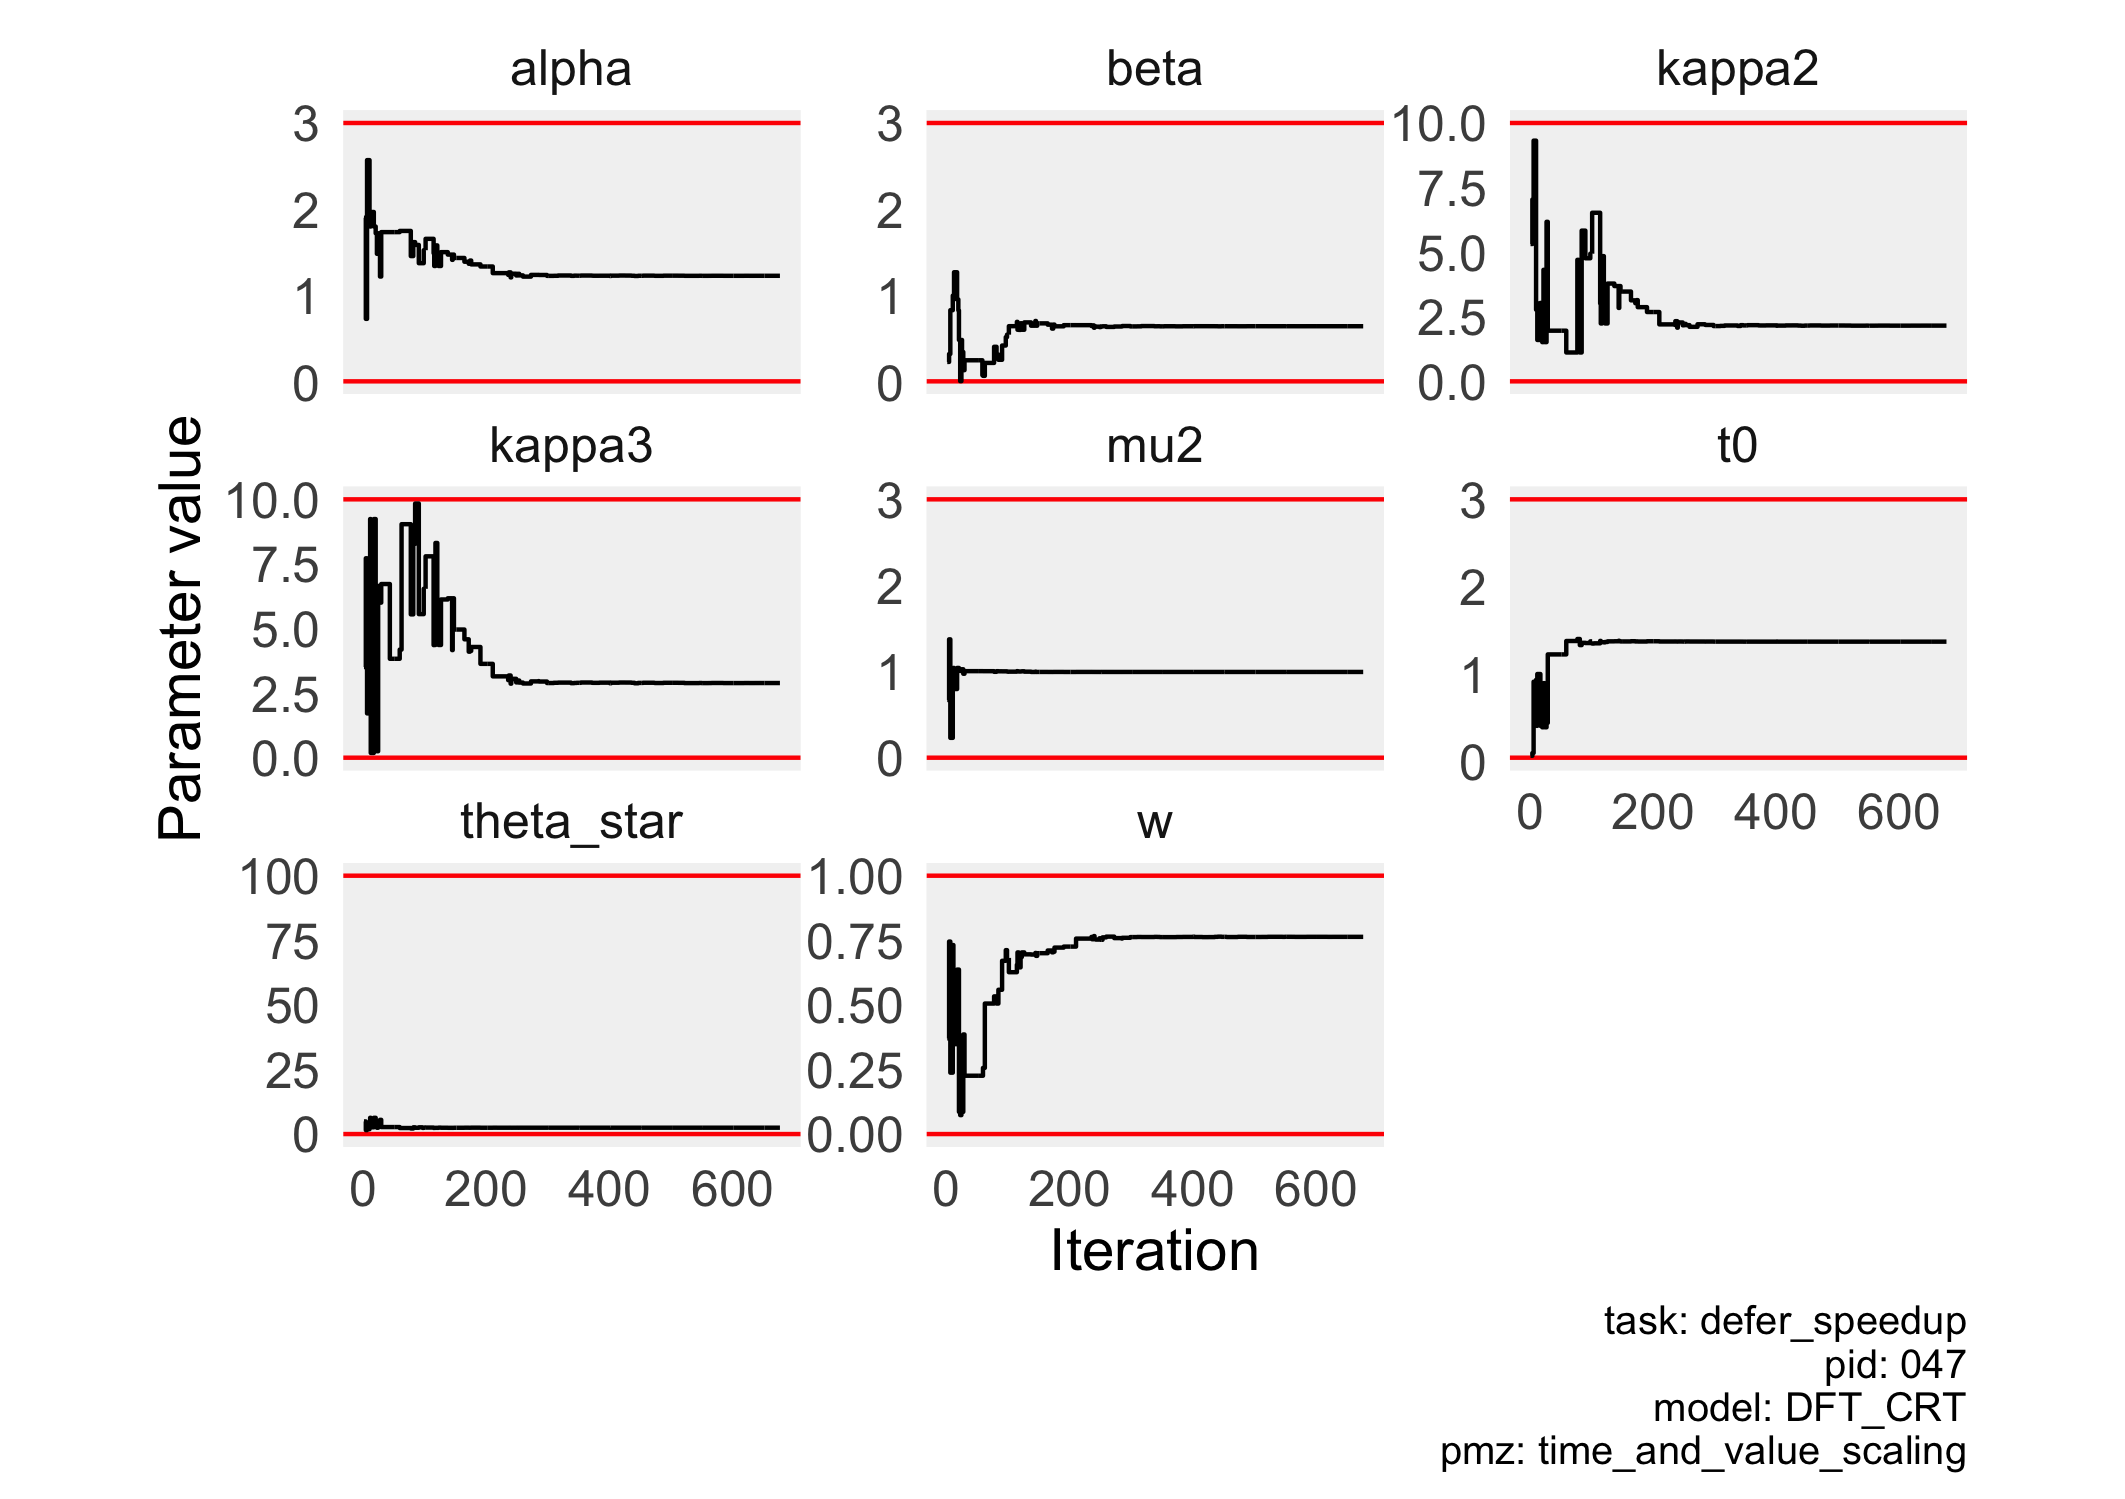 alpha
beta
kappa2
3
2
1
0
3
2
1
0
10.0
7.5
5.0
2.5
0.0
kappa3
mu2
t0
10.0
7.5
5.0
2.5
0.0
3
2
1
0
3
2
1
0
0 200 400 600
theta_star
w
100
75
50
25
0
1.00
0.75
0.50
0.25
0.00
0 200 400 600
0 200 400 600
Parameter value
Iteration
task: defer_speedup
pid: 047
model: DFT_CRT
pmz: time_and_value_scaling